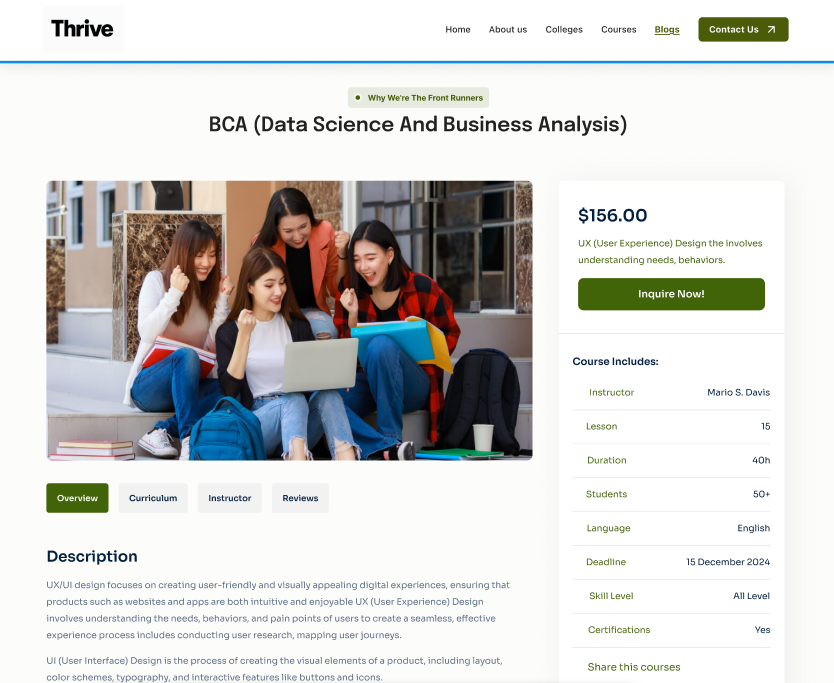 Thrive
Home
About us
Colleges
Courses
Blogs
Contact Us
Why We're The Front Runners
BCA (Data Science And Business Analysis)
$156.00
UX (User Experience) Design the involves
understanding needs, behaviors.
Inquire Now!
Course Includes:
Instructor Mario S. Davis
Lesson 15
Duration 40h
Students 50+
Language English
Deadline 15 December 2024
Skill Level All Level
Certifications Yes
Share this courses
Overview
Curriculum
Instructor
Reviews
Description
UX/UI design focuses on creating user-friendly and visually appealing digital experiences, ensuring that
products such as websites and apps are both intuitive and enjoyable UX (User Experience) Design
involves understanding the needs, behaviors, and pain points of users to create a seamless, effective
experience process includes conducting user research, mapping user journeys.
UI (User Interface) Design is the process of creating the visual elements of a product, including layout,
color schemes, typography, and interactive features like buttons and icons.